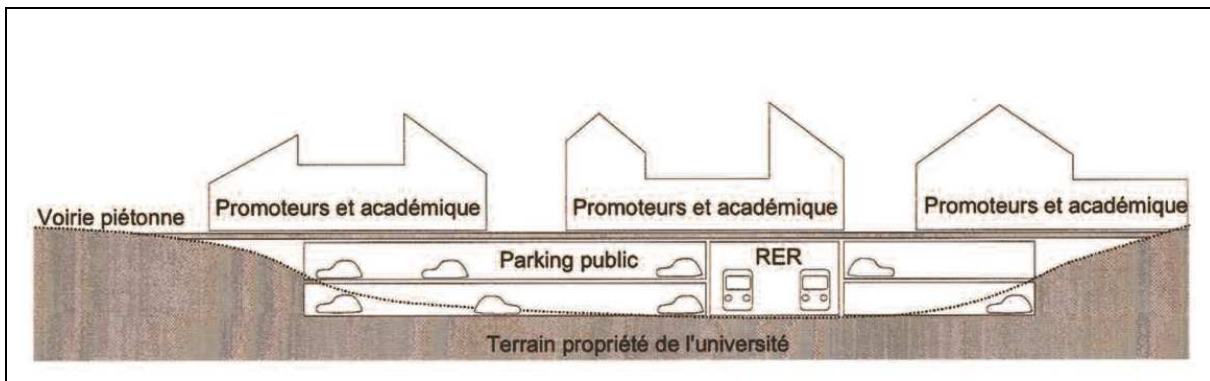 Promoteurs et académique
Promoteurs et académique
Promoteurs et académique
Voirie piétonne
Parking public
RER
Terrain propriété de l'université